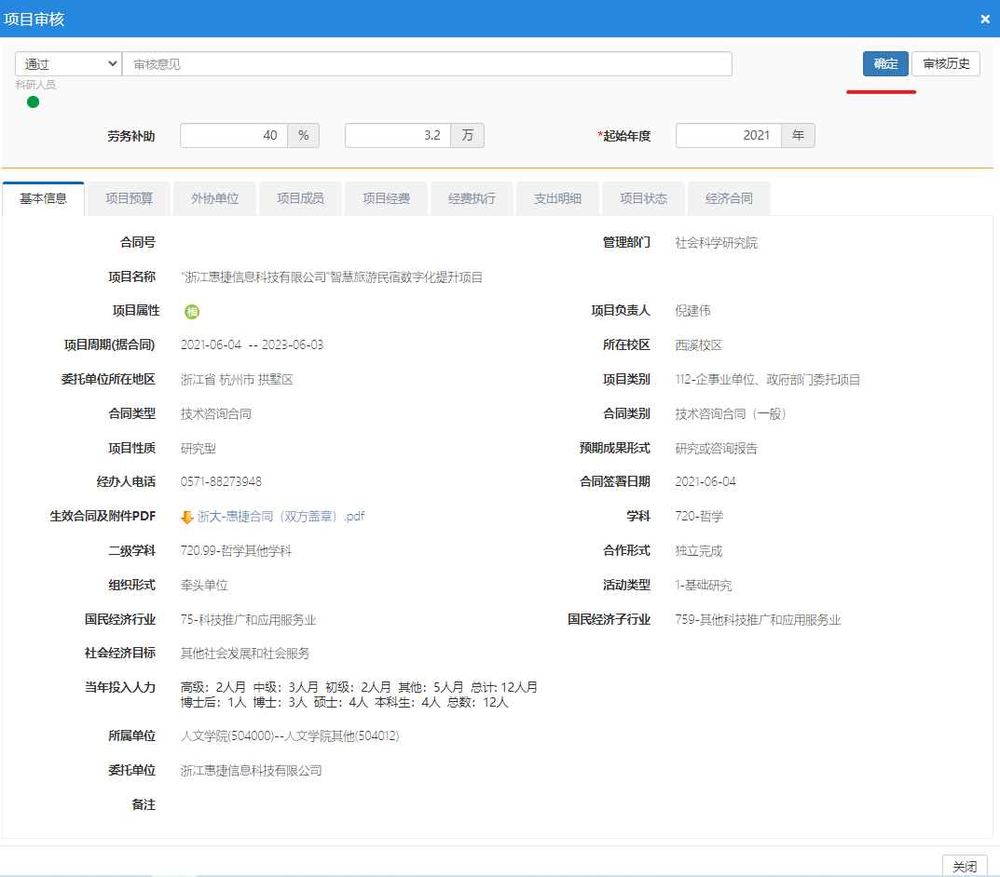 项目审核 ×
通过 审核意见 确定 审核历史
科研人员
劳务补助 40 % 3.2 万 *起始年度 2021 年
基本信息 项目预算 外协单位 项目成员 项目经费 经费执行 支出明细 项目状态 经济合同
合同号 管理部门 社会科学研究院
项目名称 "浙江惠捷信息科技有限公司"智慧旅游民宿数字化提升项目
项目属性 横 项目负责人 倪建伟
项目周期(据合同) 2021-06-04 -- 2023-06-03 所在校区 西溪校区
委托单位所在地区 浙江省 杭州市 拱墅区 项目类别 112-企事业单位、政府部门委托项目
合同类型 技术咨询合同 合同类别 技术咨询合同（一般）
项目性质 研究型 预期成果形式 研究或咨询报告
经办人电话 0571-88273948 合同签署日期 2021-06-04
生效合同及附件PDF 浙大-惠捷合同（双方盖章）.pdf 学科 720-哲学
二级学科 720.99-哲学其他学科 合作形式 独立完成
组织形式 牵头单位 活动类型 1-基础研究
国民经济行业 75-科技推广和应用服务业 国民经济子行业 759-其他科技推广和应用服务业
社会经济目标 其他社会发展和社会服务
当年投入人力 高级：2人月 中级：3人月 初级：2人月 其他：5人月 总计: 12人月
博士后：1人 博士：3人 硕士：4人 本科生：4人 总数：12人
所属单位 人文学院(504000)--人文学院其他(504012)
委托单位 浙江惠捷信息科技有限公司
备注
关闭